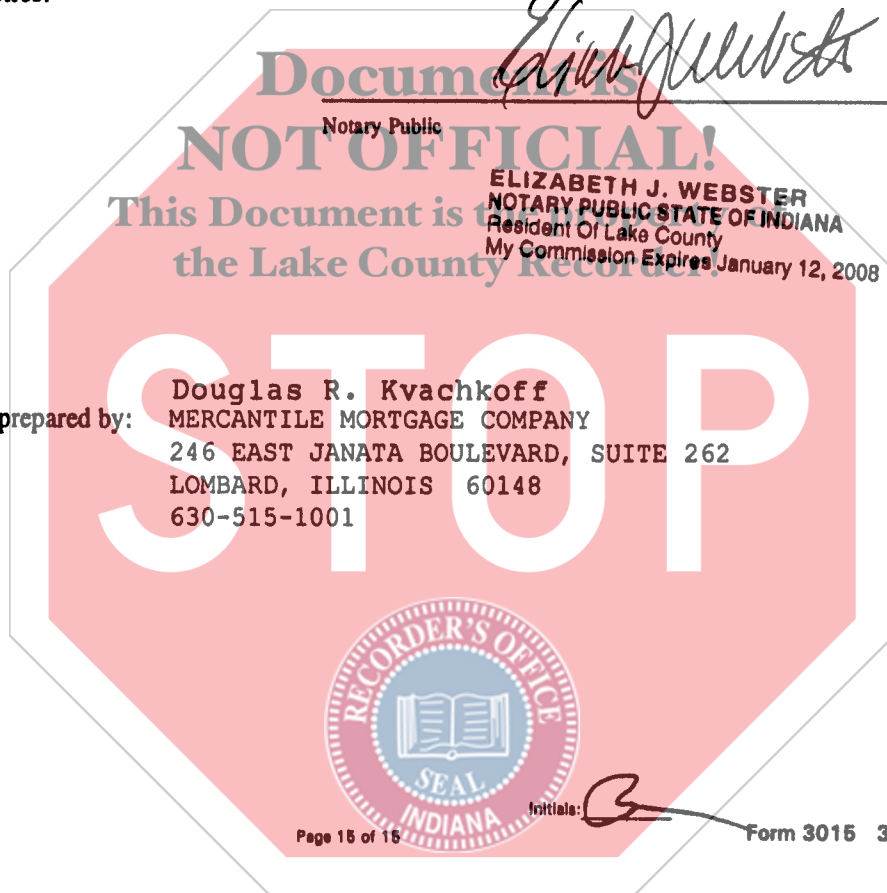 Document is
Notary Public
NOT OFFICIAL!
ELIZABETH J. WEBSTER
NOTARY PUBLIC STATE OF INDIANA
This Document is the property of
Resident Of Lake County
My Commission Expires January 12, 2008
the Lake County Recorder!
STOP
Douglas R. Kvachkoff
prepared by: MERCANTILE MORTGAGE COMPANY
246 EAST JANATA BOULEVARD, SUITE 262
LOMBARD, ILLINOIS 60148
630-515-1001
RECORDER'S OFFICE
SEAL
INDIANA
Initials:
Page 15 of 15
Form 3015 3